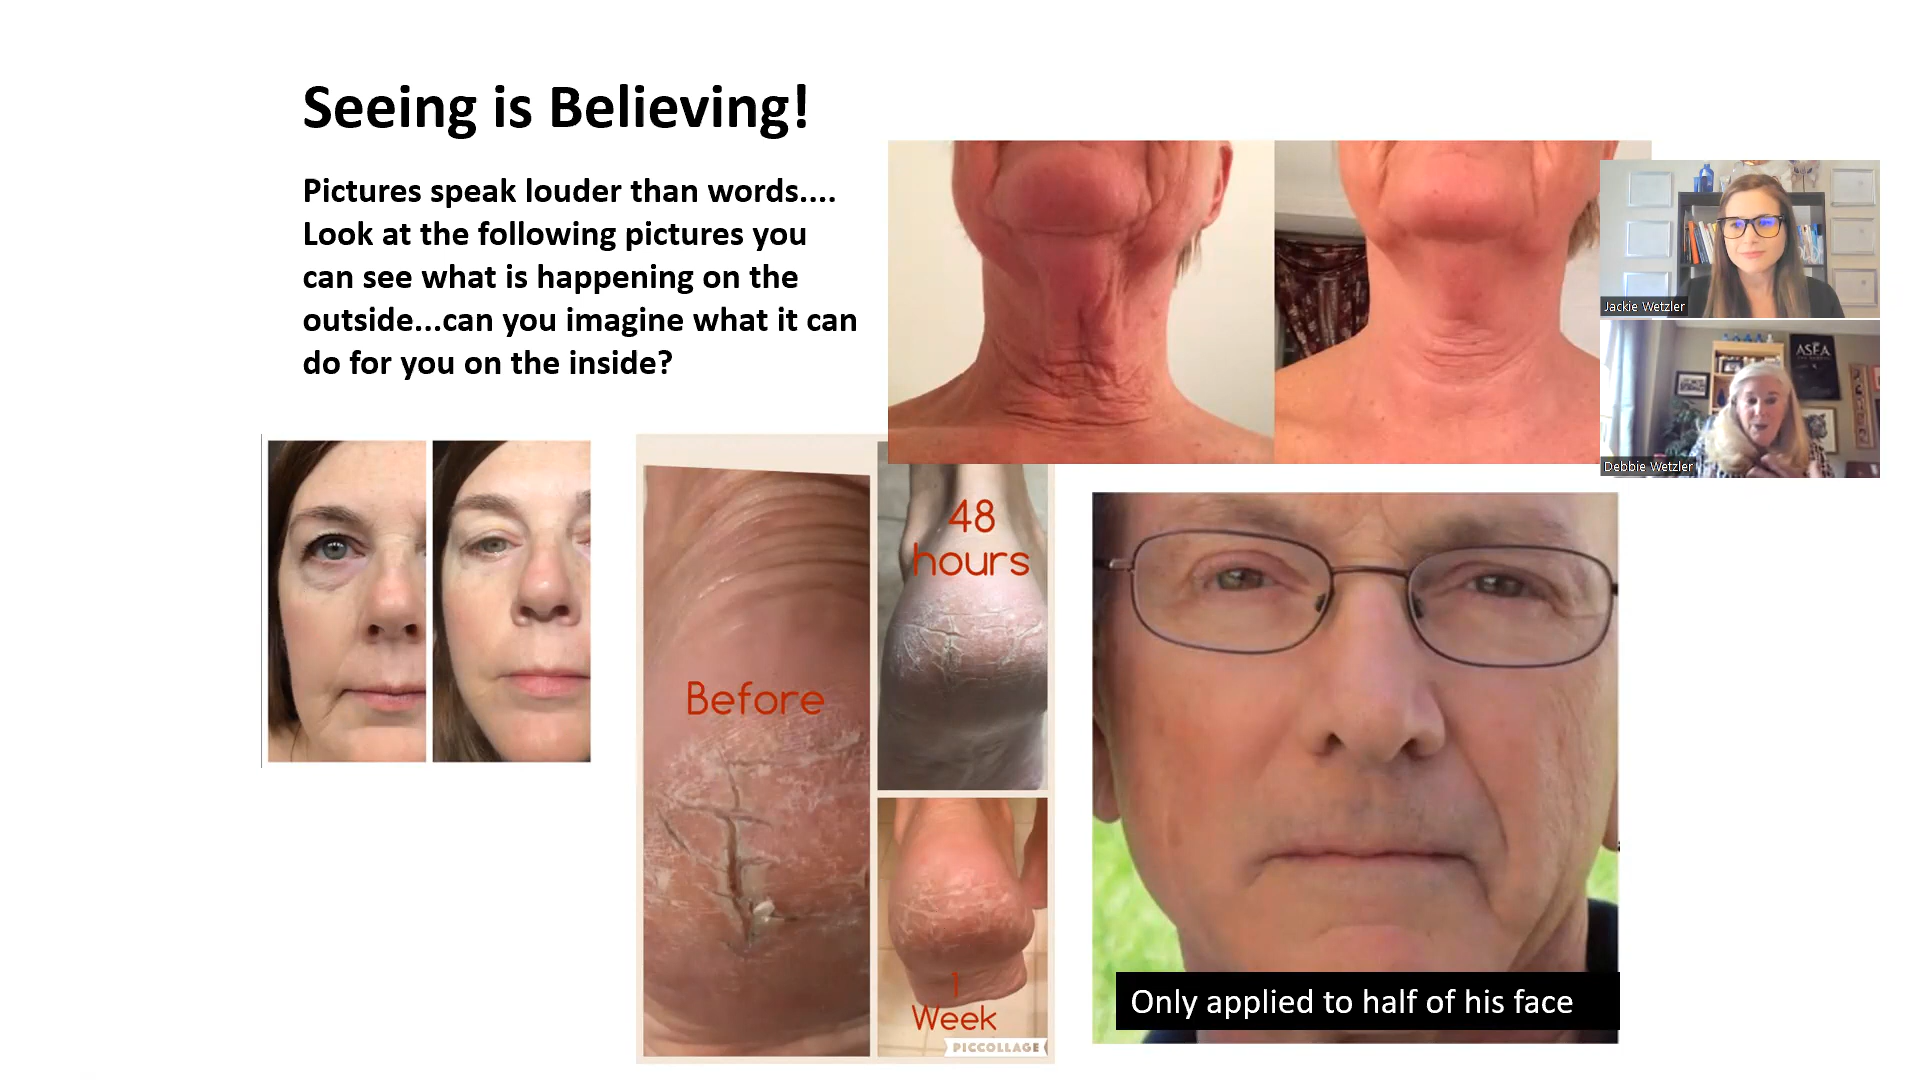 Seeing is Believing!
Pictures speak louder than words....
Look at the following pictures you
can see what is happening on the
outside...can you imagine what it can
do for you on the inside?
Jackie Wetzler
ASEA
Debbie Wetzler
48
hours
Before
1
Week
PICCOLLAGE
Only applied to half of his face